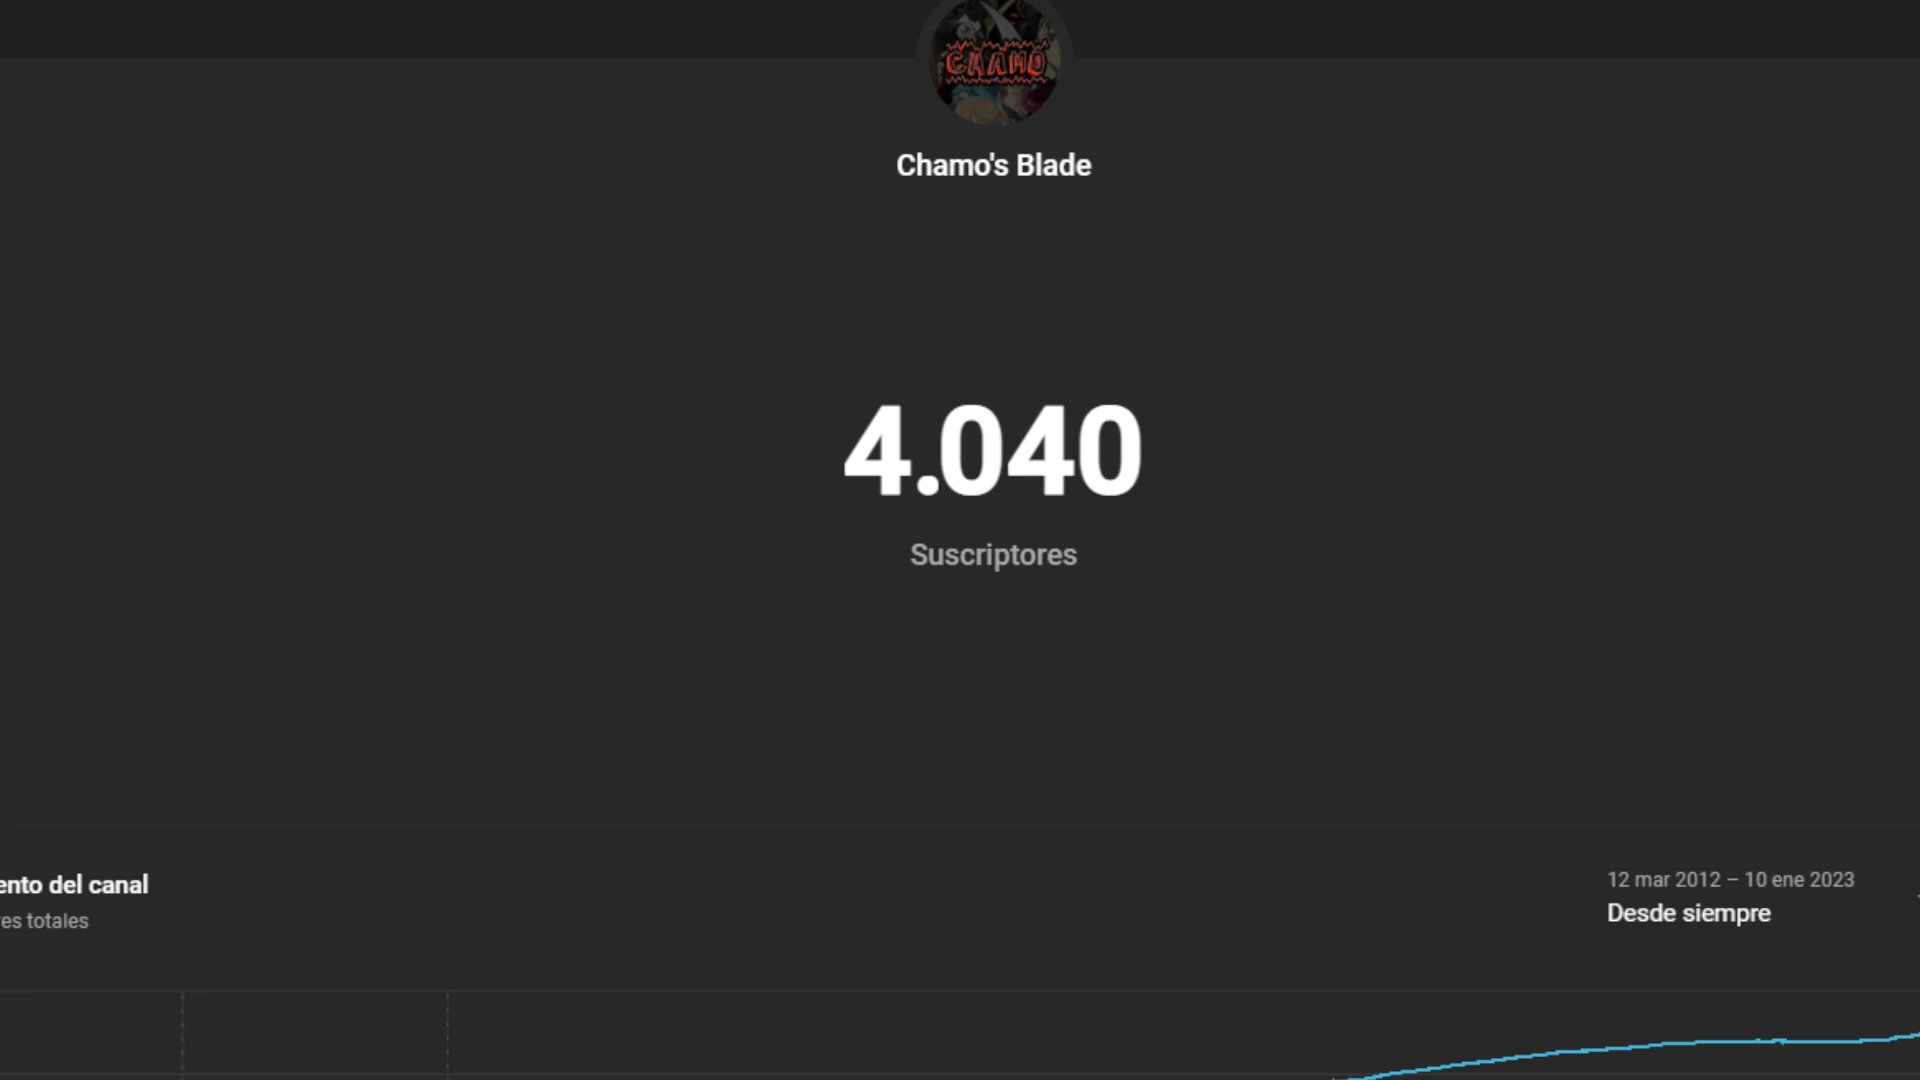 CHAMO
Chamo's Blade
4.040
Suscriptores
ento del canal
12 mar 2012 – 10 ene 2023
es totales
Desde siempre